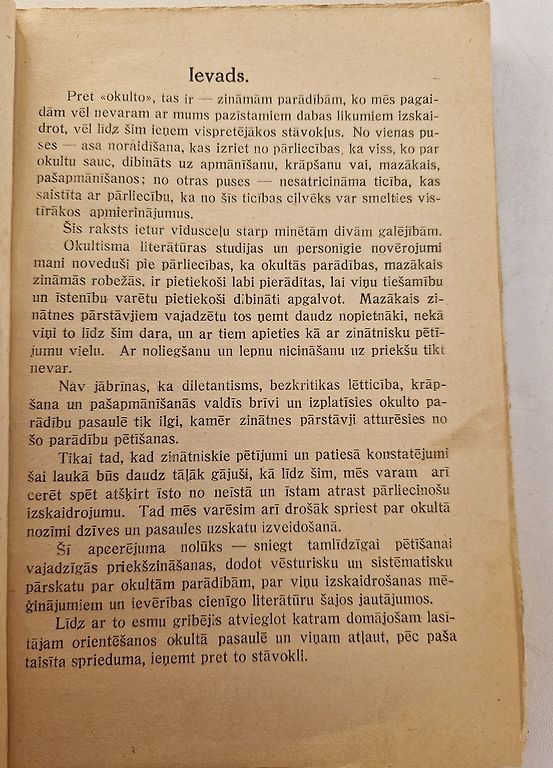 Ievads.
Pret «okulto», tas ir — zināmām parādībām, ko mēs pagai-
dām vēl nevaram ar mums pazīstamiem dabas likumiem izskai-
drot, vēl līdz šim ieņem vispretējākos stāvokļus. No vienas pu-
ses — asa noraidīšana, kas izriet no pārliecības, ka viss, ko par
okultu sauc, dibināts uz apmānīšanu, krāpšanu vai, mazākais,
pašapmānīšanos; no otras puses — nesatricināma ticība, kas
saistīta ar pārliecību, ka no šīs ticības cilvēks var smelties vis-
tīrākos apmierinājumus.
Šis raksts ietur vidusceļu starp minētām divām galējībām.
Okultisma literātūras studijas un personīgie novērojumi
mani noveduši pie pārliecības, ka okultās parādības, mazākais
zināmās robežās, ir pietiekoši labi pierādītas, lai viņu tiešamību
un īstenību varētu pietiekoši dibināti apgalvot. Mazākais zi-
nātnes pārstāvjiem vajadzētu tos ņemt daudz nopietnāki, nekā
viņi to līdz šim dara, un ar tiem apieties kā ar zinātnisku pētī-
jumu vielu. Ar noliegšanu un lepnu nicināšanu uz priekšu tikt
nevar.
Nav jābrīnas, ka diletantisms, bezkritikas lētticība, krāp-
šana un pašapmānīšanās valdīs brīvi un izplatīsies okulto pa-
rādību pasaulē tik ilgi, kamēr zinātnes pārstāvji atturēsies no
šo parādību pētīšanas.
Tikai tad, kad zinātniskie pētījumi un patiesā konstatējumi
šai laukā būs daudz tāļāk gājuši, kā līdz šim, mēs varam arī
cerēt spēt atšķirt īsto no neīstā un īstam atrast pārliecinošu
izskaidrojumu. Tad mēs varēsim arī drošāk spriest par okultā
nozīmi dzīves un pasaules uzskatu izveidošanā.
Šī apcerējuma nolūks — sniegt tamlīdzīgai pētīšanai
vajadzīgās priekšzināšanas, dodot vēsturisku un sistēmatisku
pārskatu par okultām parādībām, par viņu izskaidrošanas mē-
ģinājumiem un ievērības cienīgo literātūru šajos jautājumos.
Līdz ar to esmu gribējis atvieglot katram domājošam lasī-
tājam orientēšanos okultā pasaulē un viņam atļaut, pēc paša
taisīta sprieduma, ieņemt pret to stāvokli.